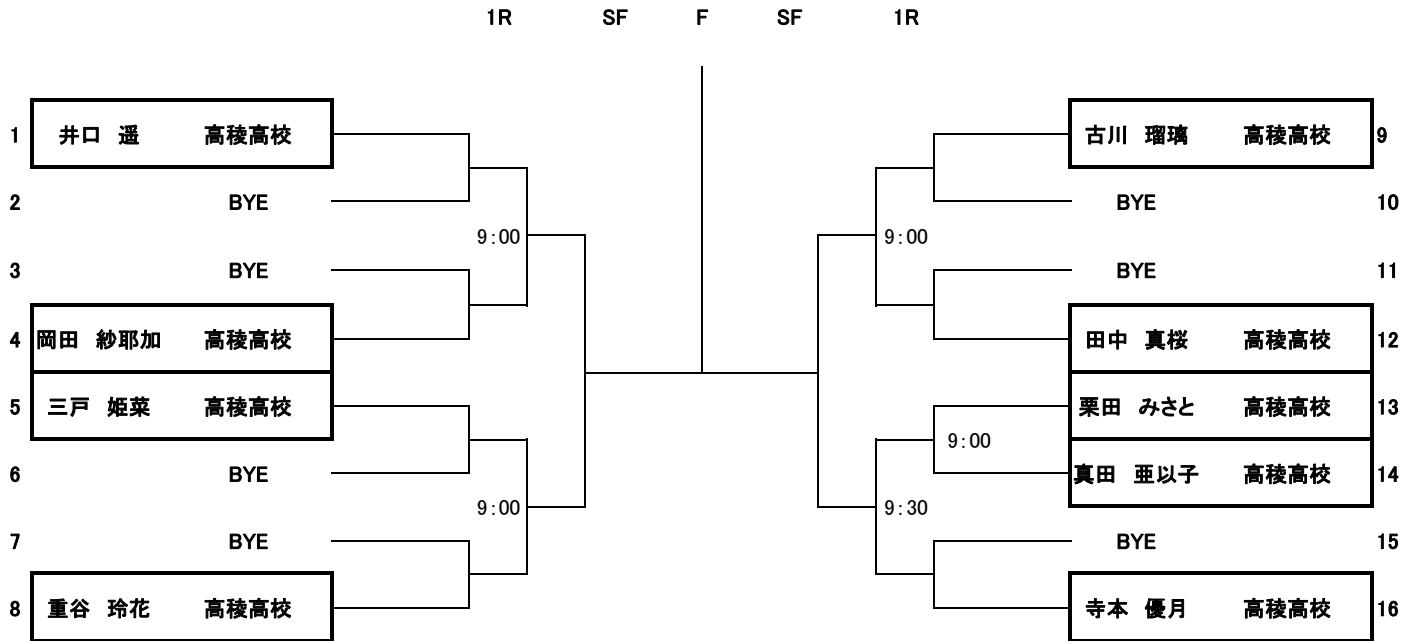 1R SF F SF 1R
1 井口 遥 高稜高校 古川 瑠璃 高稜高校 9
2 BYE BYE 10
9:00 9:00
3 BYE BYE 11
4 岡田 紗耶加 高稜高校 田中 真桜 高稜高校 12
5 三戸 姫菜 高稜高校 栗田 みさと 高稜高校 13
9:00
6 BYE 真田 亜以子 高稜高校 14
9:00 9:30
7 BYE BYE 15
8 重谷 玲花 高稜高校 寺本 優月 高稜高校 16